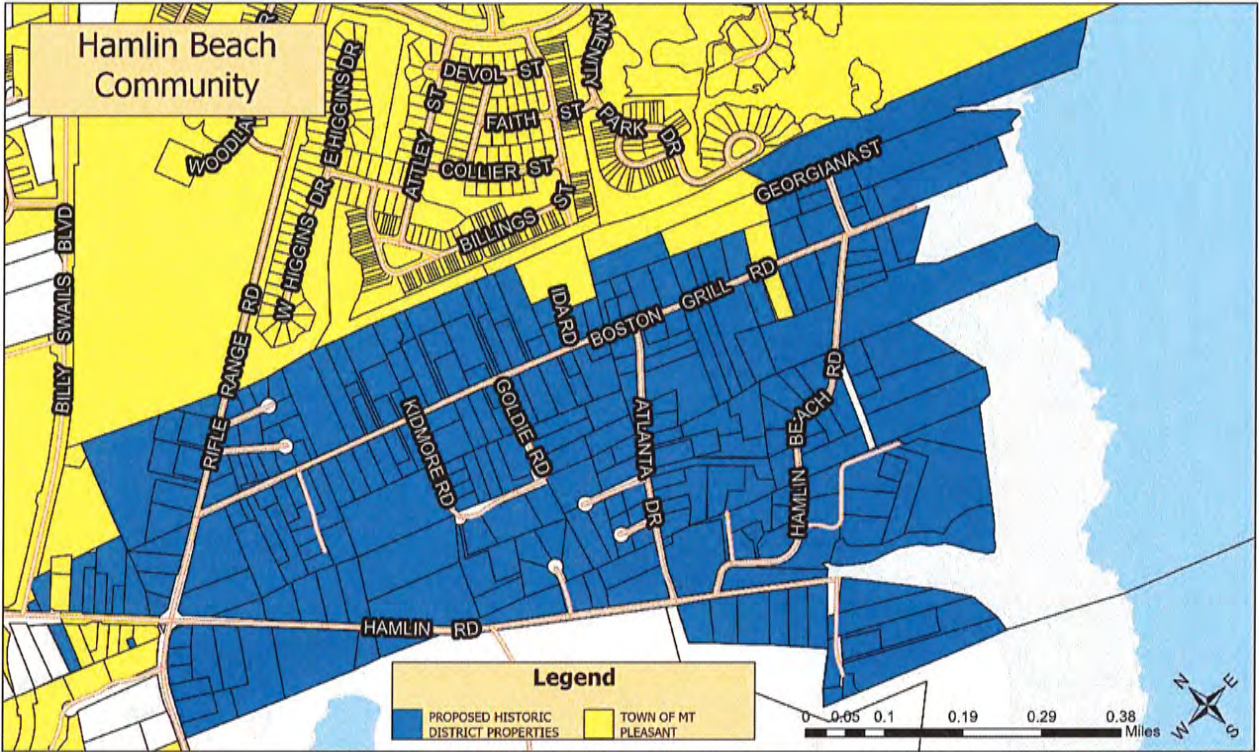 Hamlin Beach
Community
WOODLA
DR
W HIGGINS DR
E HIGGINS DR
ATTLEY ST
DEVOL ST
FAITH ST
COLLIER ST
BILLINGS ST
AMENITY
PARK DR
GEORGIANA ST
BILLY SWAILS BLVD
RIFLE RANGE RD
IDA RD
BOSTON GRILL RD
KIDMORE RD
GOLDIE RD
ATLANTA DR
HAMLIN BEACH RD
HAMLIN RD
Legend
PROPOSED HISTORIC
DISTRICT PROPERTIES
TOWN OF MT
PLEASANT
0 0.05 0.1 0.19 0.29 0.38
Miles
N
E
W
S